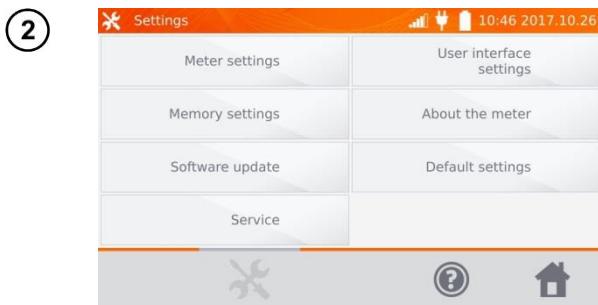 2
Settings
10:46 2017.10.26
Meter settings
User interface
settings
Memory settings
About the meter
Software update
Default settings
Service
?